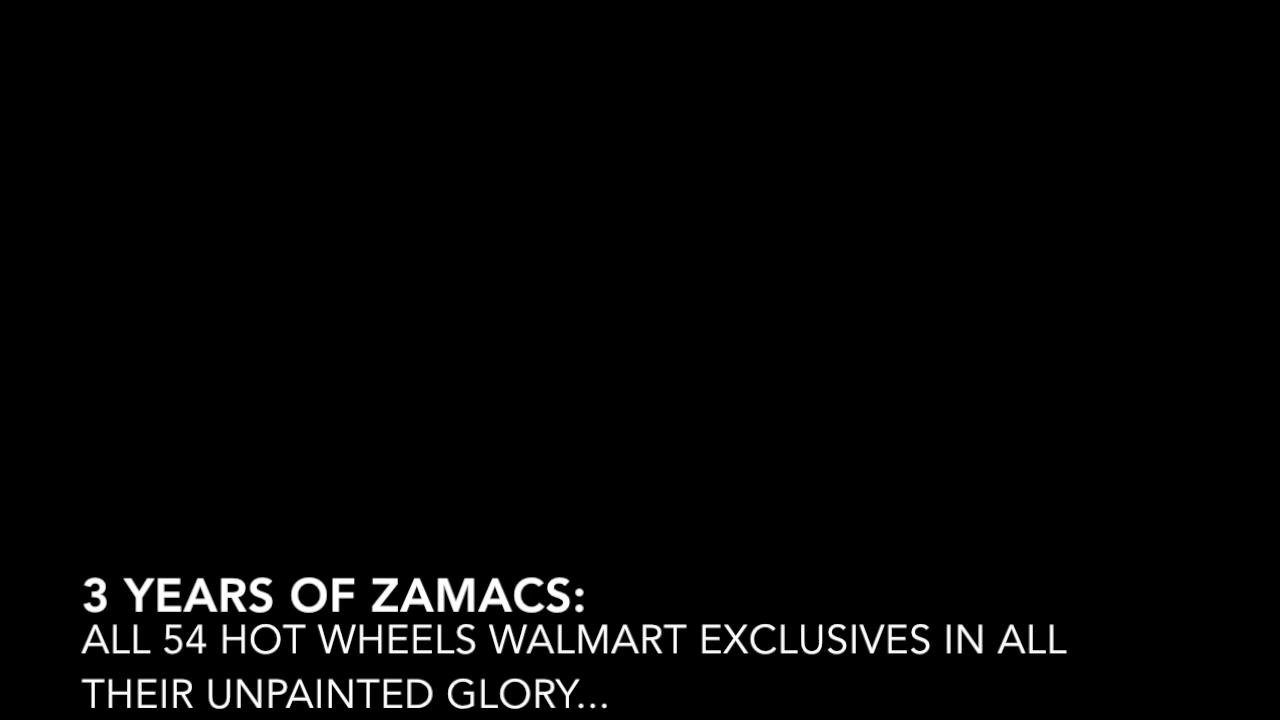 3 YEARS OF ZAMACS:
ALL 54 HOT WHEELS WALMART EXCLUSIVES IN ALL
THEIR UNPAINTED GLORY...